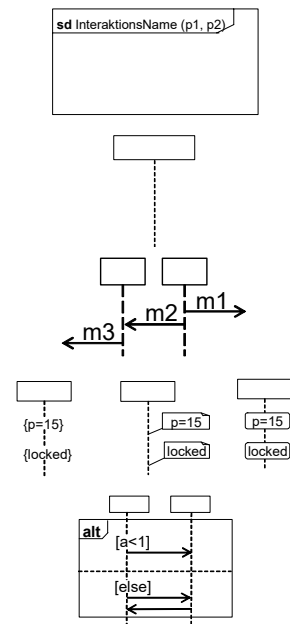 sd InteraktionsName (p1, p2)
m1
m2
m3
{p=15} p=15 p=15
{locked} locked locked
alt
[a<1]
[else]